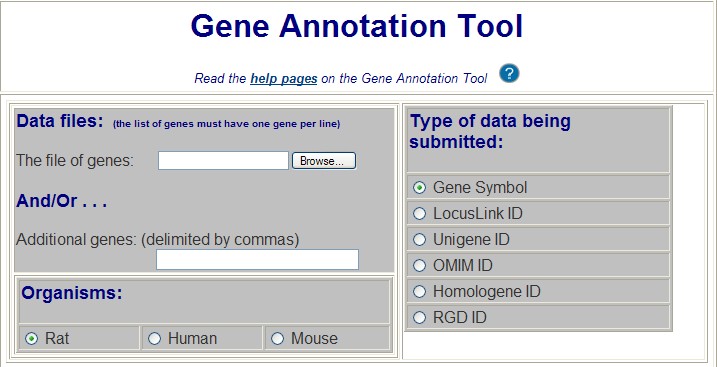 Gene Annotation Tool
Read the help pages on the Gene Annotation Tool ?
Data files: (the list of genes must have one gene per line)
The file of genes: Browse...
And/Or . . .
Additional genes: (delimited by commas)
Organisms:
Rat Human Mouse
Type of data being
submitted:
Gene Symbol
LocusLink ID
Unigene ID
OMIM ID
Homologene ID
RGD ID